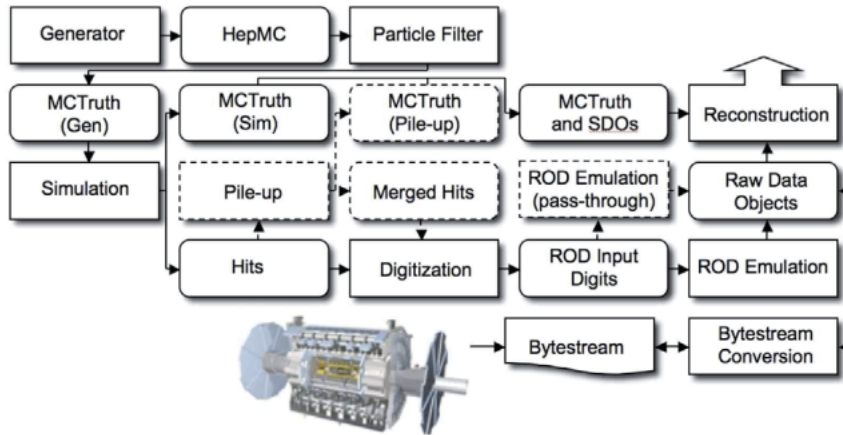 Generator
HepMC
Particle Filter
MCTruth
(Gen)
MCTruth
(Sim)
MCTruth
(Pile-up)
MCTruth
and SDOs
Reconstruction
Simulation
Pile-up
Merged Hits
ROD Emulation
(pass-through)
Raw Data
Objects
Hits
Digitization
ROD Input
Digits
ROD Emulation
Bytestream
Bytestream
Conversion